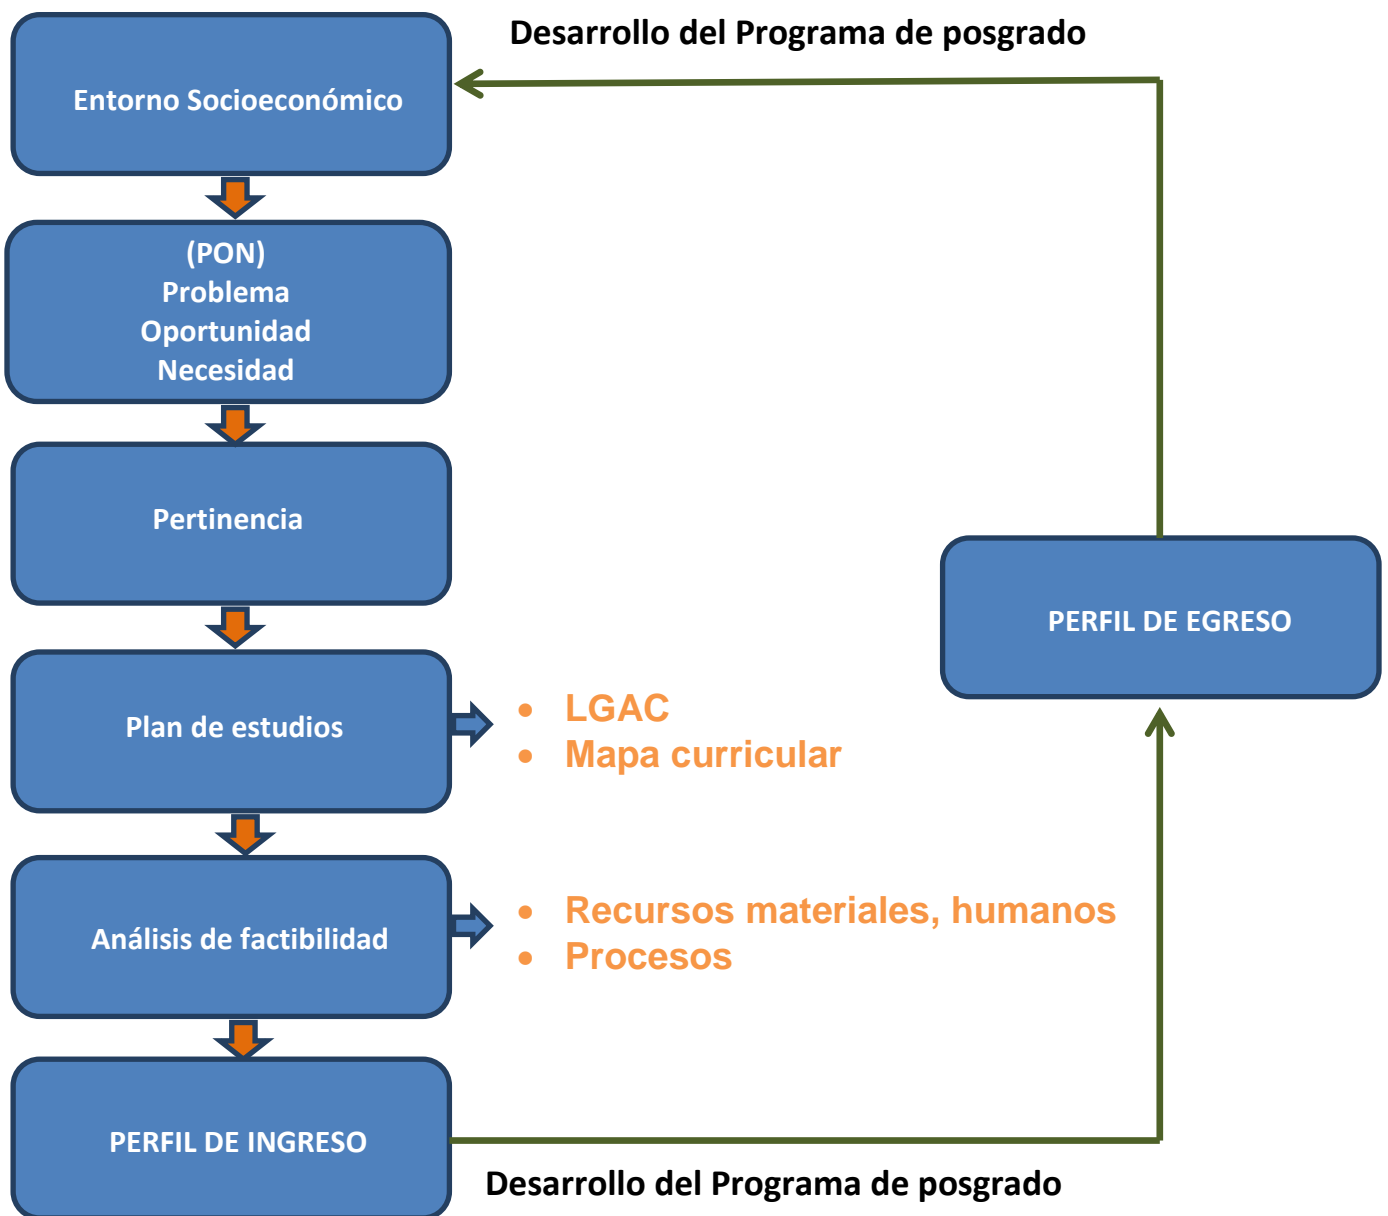 Desarrollo del Programa de posgrado
Entorno Socioeconómico
(PON)
Problema
Oportunidad
Necesidad
Pertinencia
PERFIL DE EGRESO
Plan de estudios
• LGAC
• Mapa curricular
Análisis de factibilidad
• Recursos materiales, humanos
• Procesos
PERFIL DE INGRESO
Desarrollo del Programa de posgrado